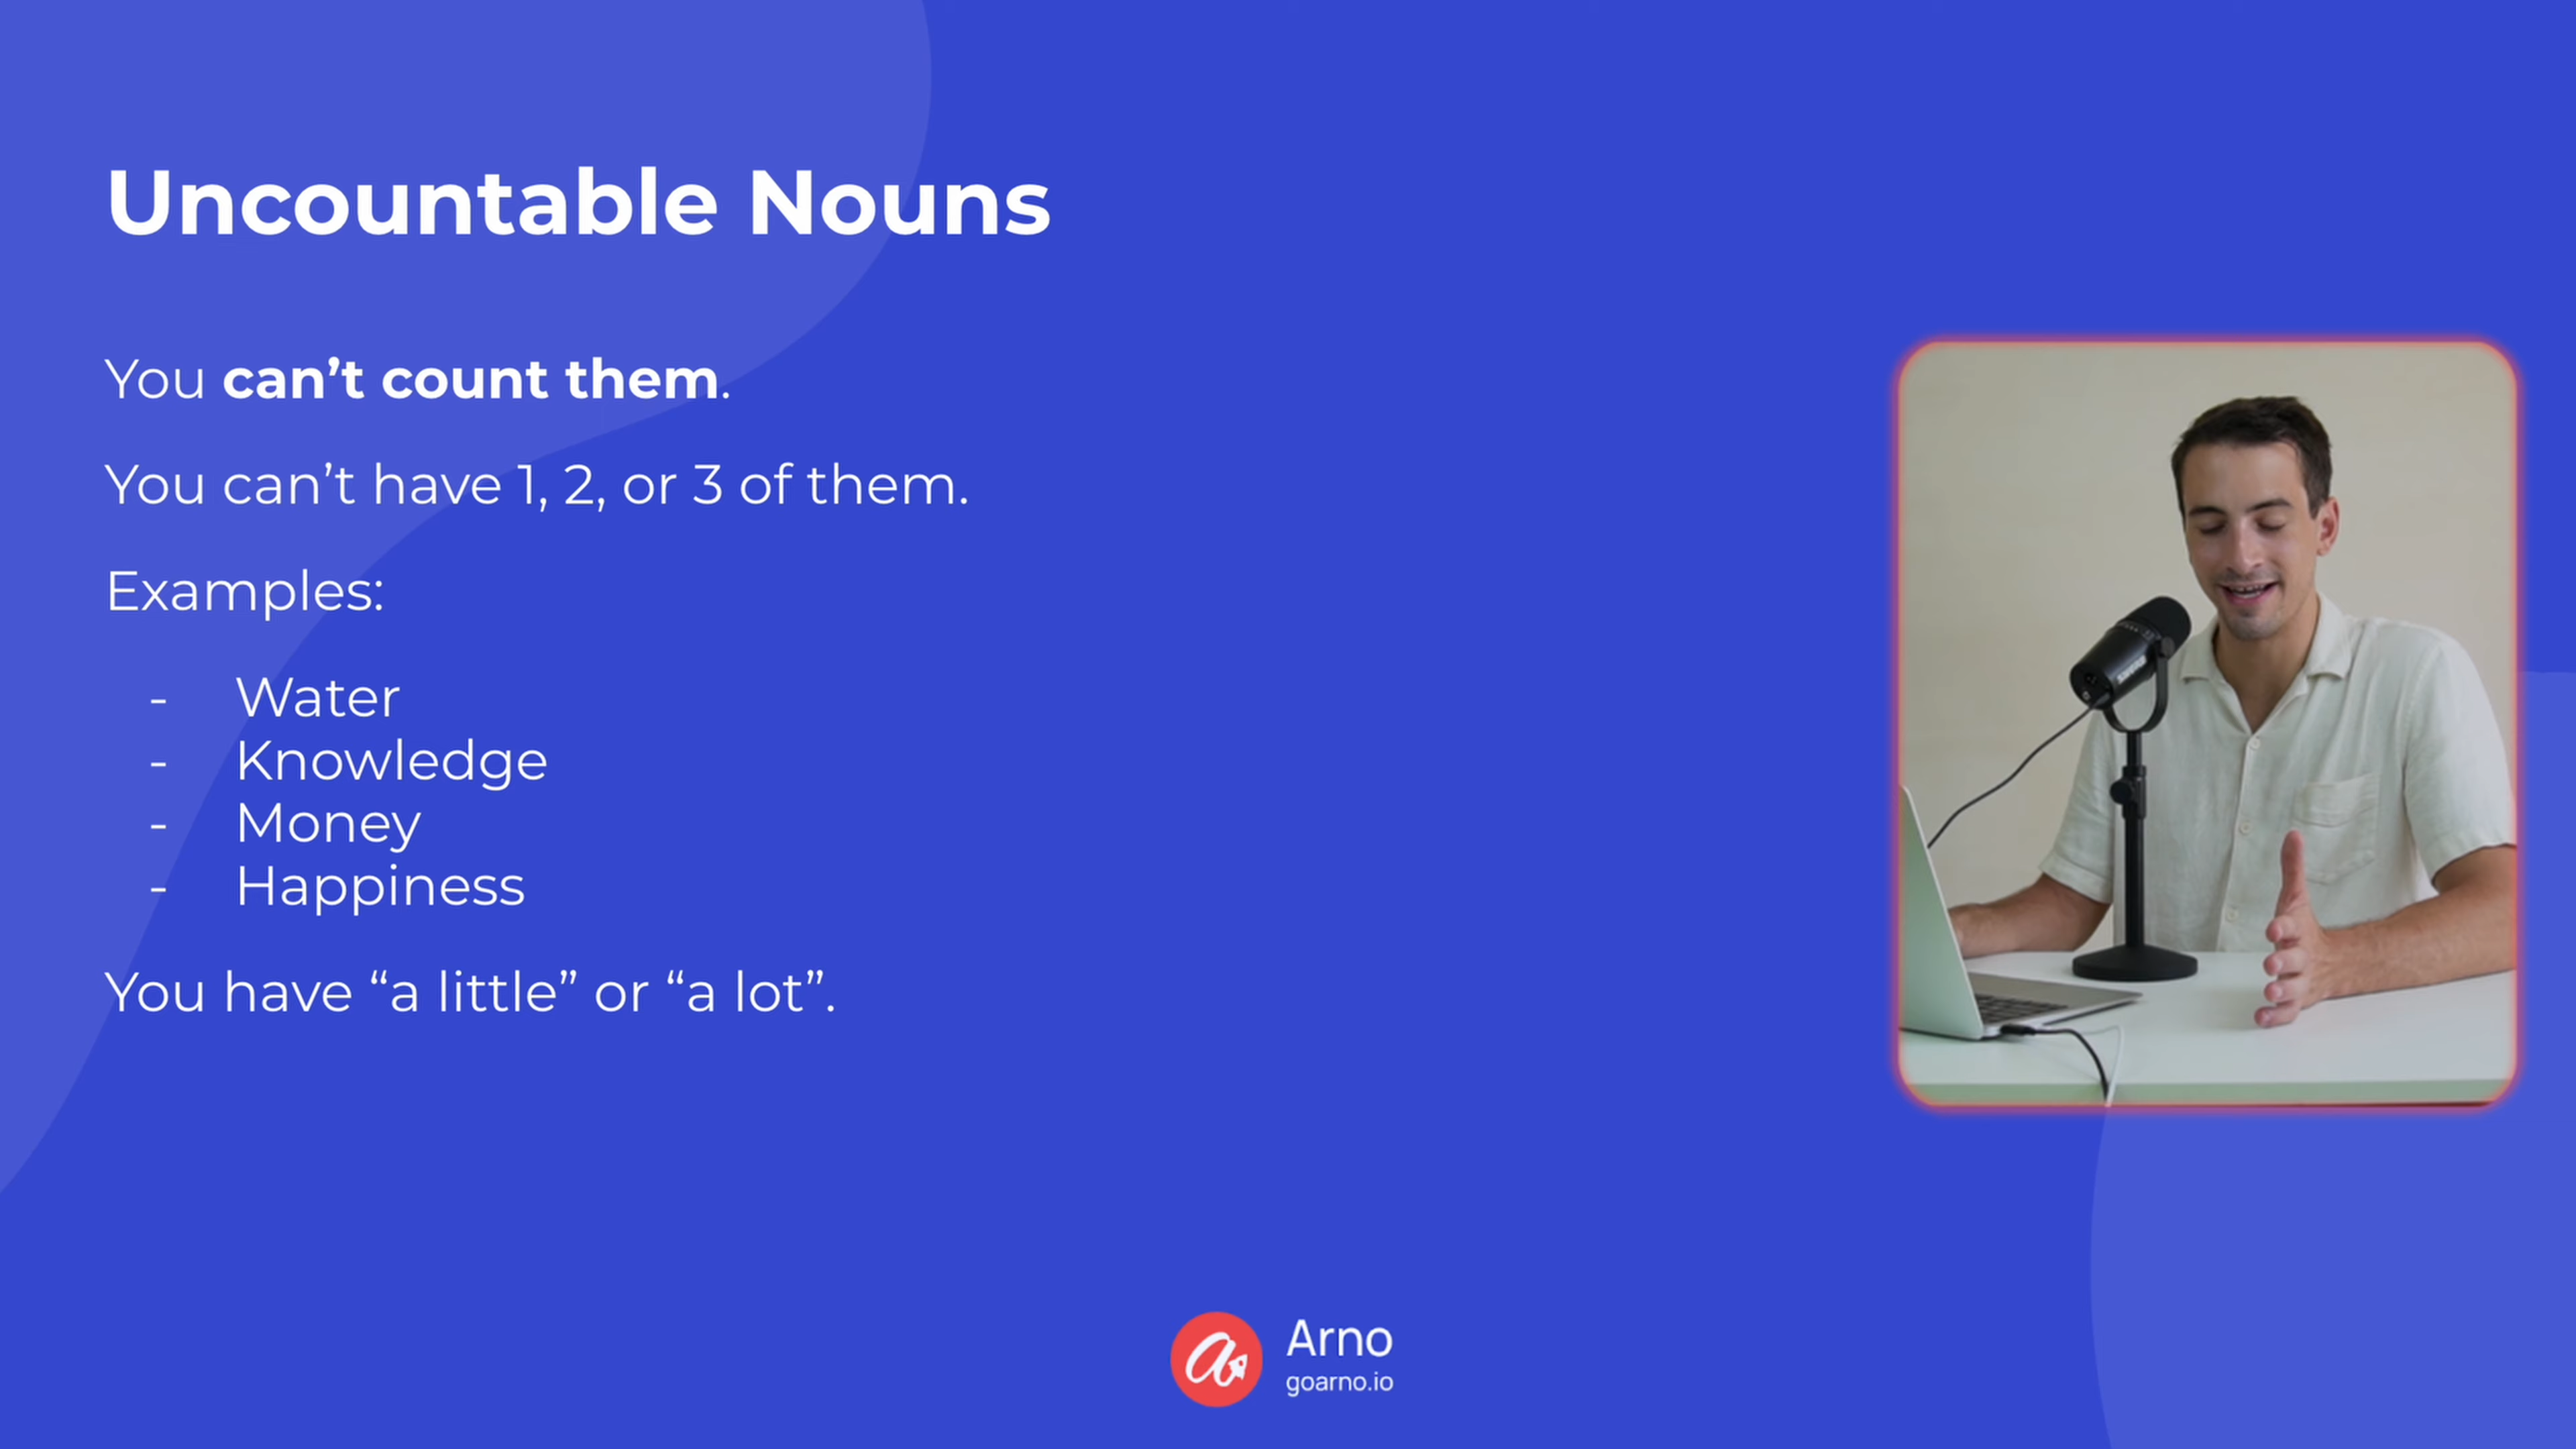 Uncountable Nouns
You can’t count them.
You can’t have 1, 2, or 3 of them.
Examples:
- Water
- Knowledge
- Money
- Happiness
You have “a little” or “a lot”.
Arno
goarno.io